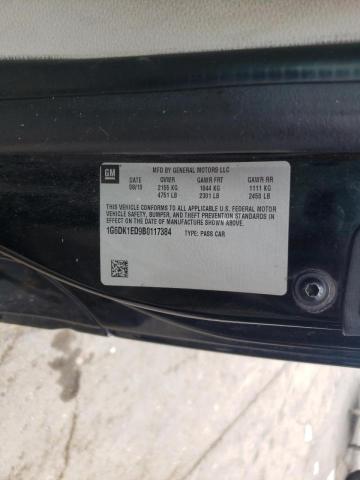 GM
MFD BY GENERAL MOTORS LLC
DATE GVWR GAWR FRT GAWR RR
08/10 2155 KG 1044 KG 1111 KG
4751 LB 2301 LB 2450 LB
THIS VEHICLE CONFORMS TO ALL APPLICABLE U.S. FEDERAL MOTOR
VEHICLE SAFETY, BUMPER, AND THEFT PREVENTION STANDARDS IN
EFFECT ON THE DATE OF MANUFACTURE SHOWN ABOVE.
1G6DK1ED9B0117384 TYPE: PASS CAR